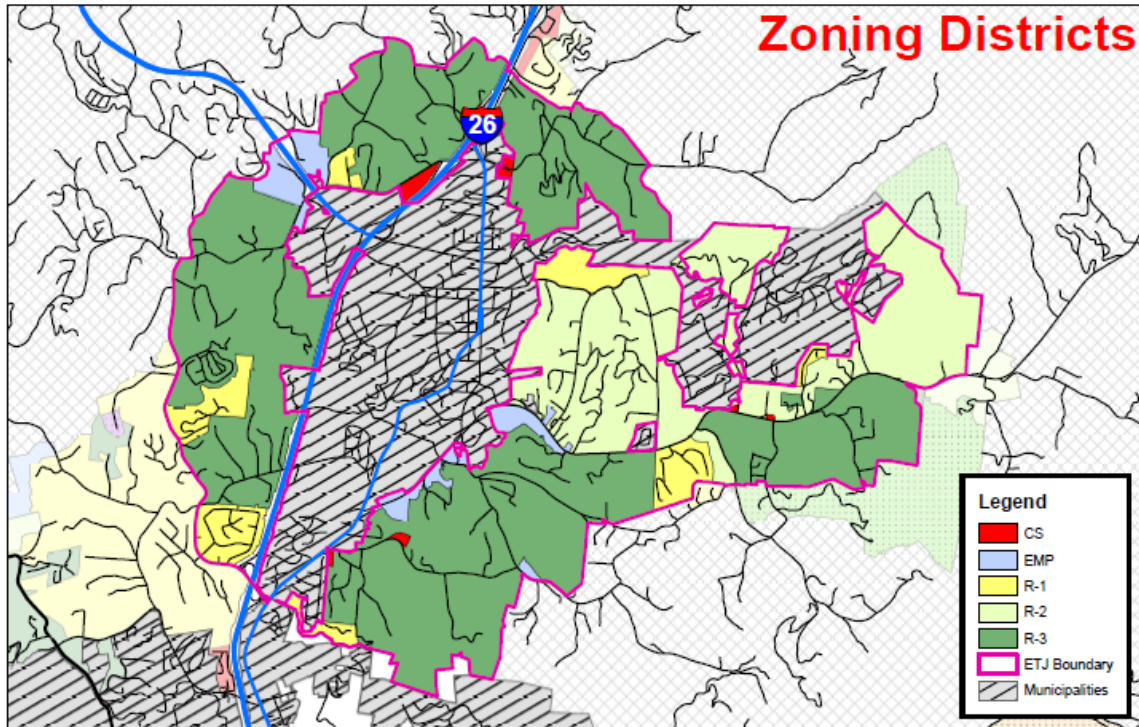 Zoning Districts
26
Legend
CS
EMP
R-1
R-2
R-3
ETJ Boundary
Municipalities